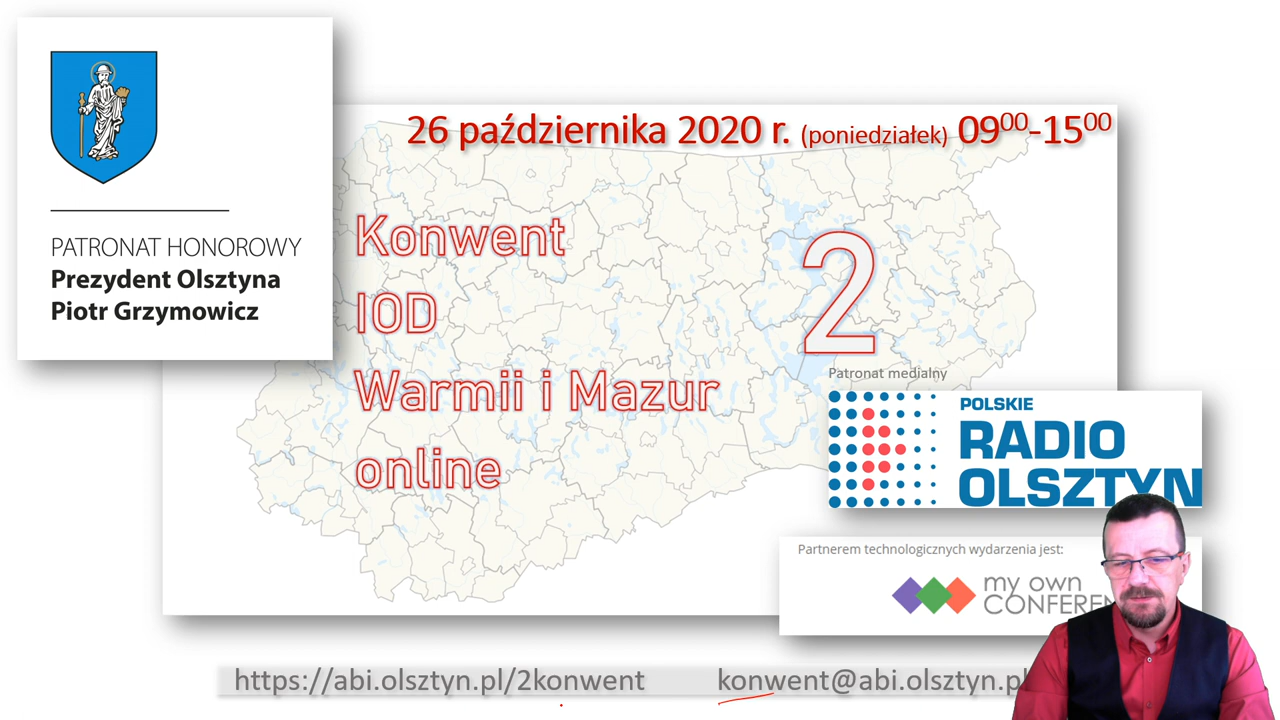 26 października 2020 r. (poniedziałek) 09⁰⁰-15⁰⁰
PATRONAT HONOROWY
Prezydent Olsztyna
Piotr Grzymowicz
Konwent
IOD
Warmii i Mazur
online
2
Patronat medialny
POLSKIE
RADIO
OLSZTYN
Partnerem technologicznych wydarzenia jest:
my own
CONFEREN
https://abi.olsztyn.pl/2konwent
konwent@abi.olsztyn.pl